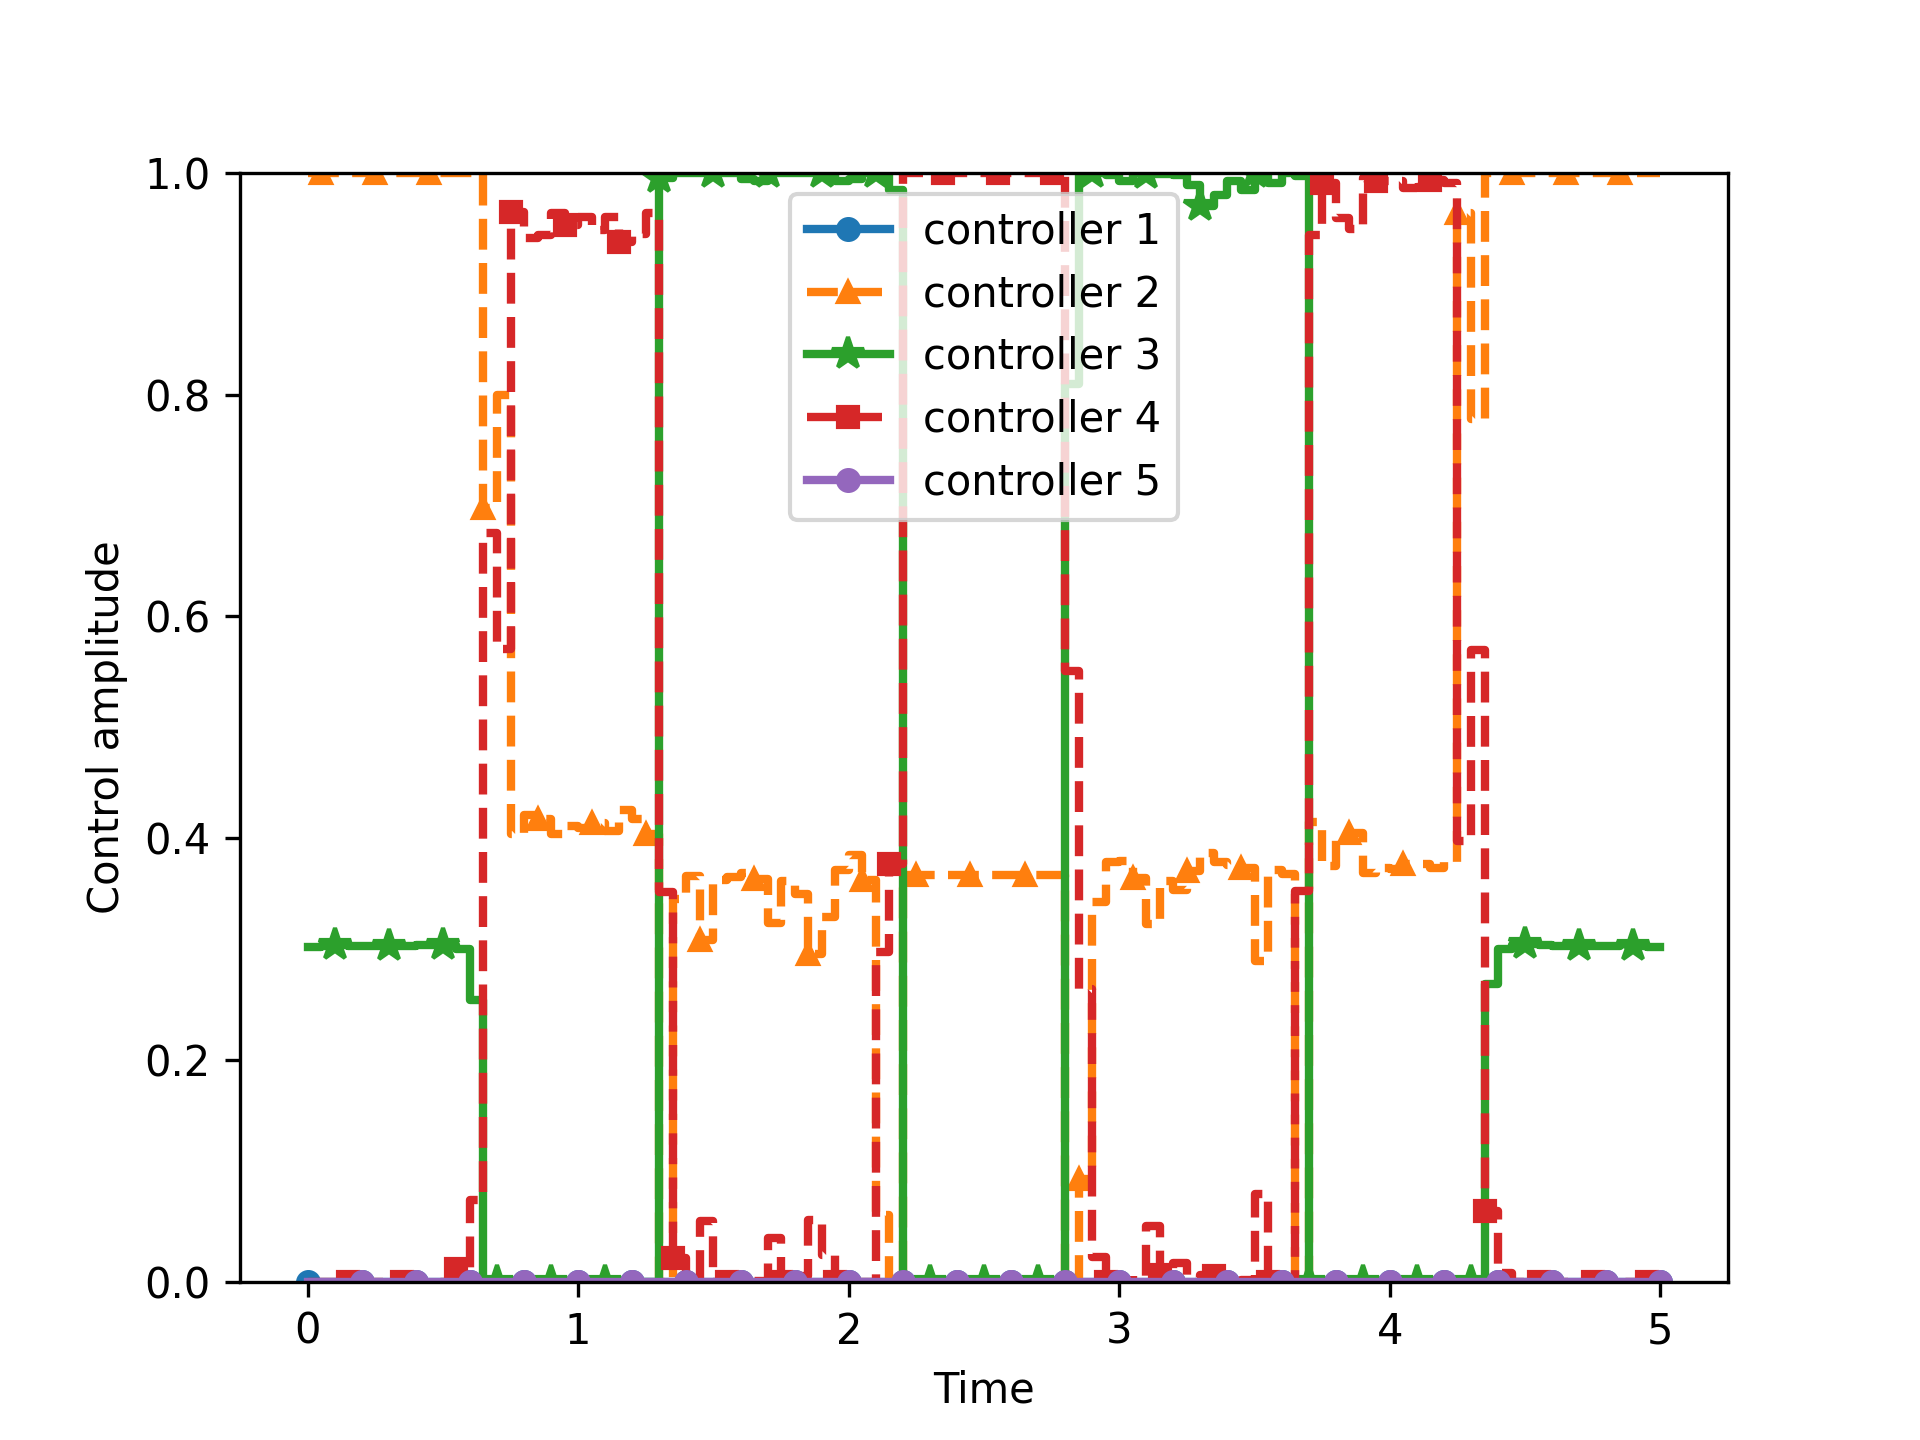 1.0
0.8
0.6
0.4
0.2
0.0
Control amplitude
controller 1
controller 2
controller 3
controller 4
controller 5
0 1 2 3 4 5
Time